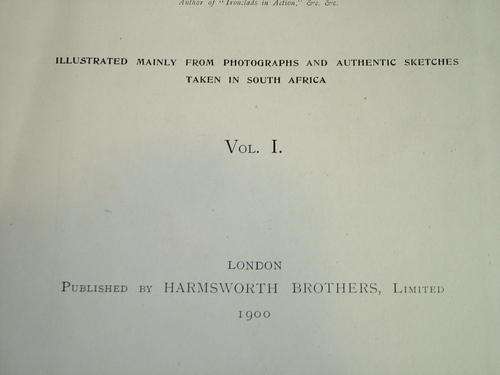 Author of "Ironclads in Action," &c. &c.
ILLUSTRATED MAINLY FROM PHOTOGRAPHS AND AUTHENTIC SKETCHES
TAKEN IN SOUTH AFRICA
VOL. I.
LONDON
PUBLISHED BY HARMSWORTH BROTHERS, LIMITED
1900